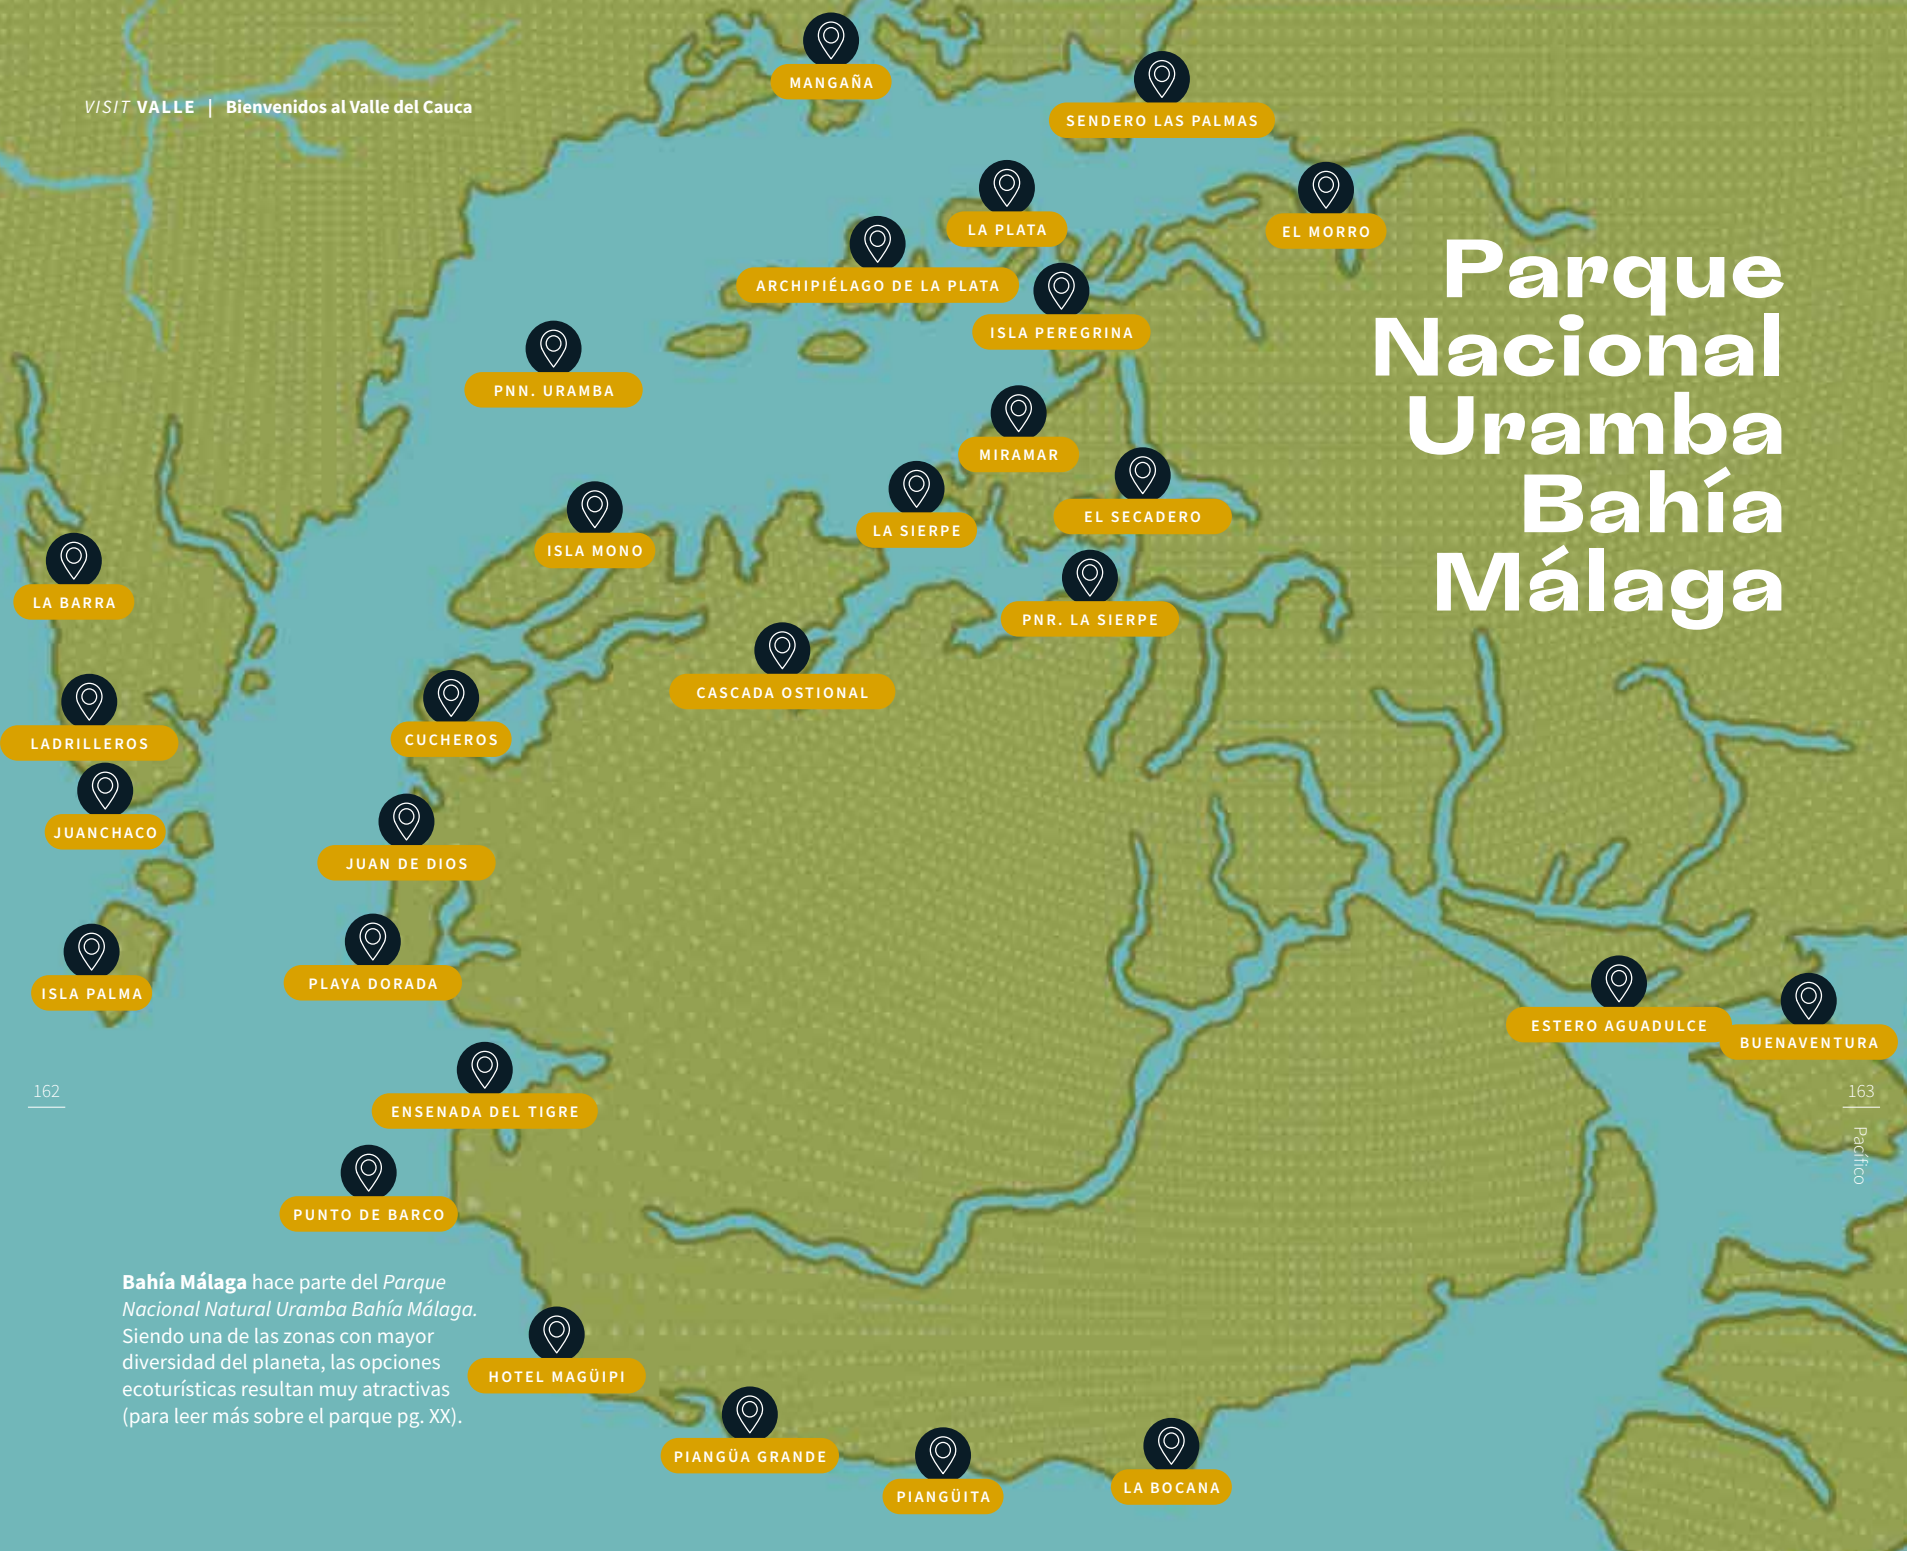 VISIT VALLE | Bienvenidos al Valle del Cauca
MANGAÑA
SENDERO LAS PALMAS
LA PLATA
EL MORRO
ARCHIPIÉLAGO DE LA PLATA
ISLA PEREGRINA
Parque
Nacional
Uramba
Bahía
Málaga
PNN. URAMBA
MIRAMAR
EL SECADERO
LA SIERPE
ISLA MONO
LA BARRA
PNR. LA SIERPE
CASCADA OSTIONAL
LADRILLEROS
CUCHEROS
JUANCHACO
JUAN DE DIOS
PLAYA DORADA
ISLA PALMA
ESTERO AGUADULCE
BUENAVENTURA
162
163
Pacífico
ENSENADA DEL TIGRE
PUNTO DE BARCO
Bahía Málaga hace parte del Parque
Nacional Natural Uramba Bahía Málaga.
Siendo una de las zonas con mayor
diversidad del planeta, las opciones
ecoturísticas resultan muy atractivas
(para leer más sobre el parque pg. XX).
HOTEL MAGÜIPI
PIANGÜA GRANDE
PIANGÜITA
LA BOCANA